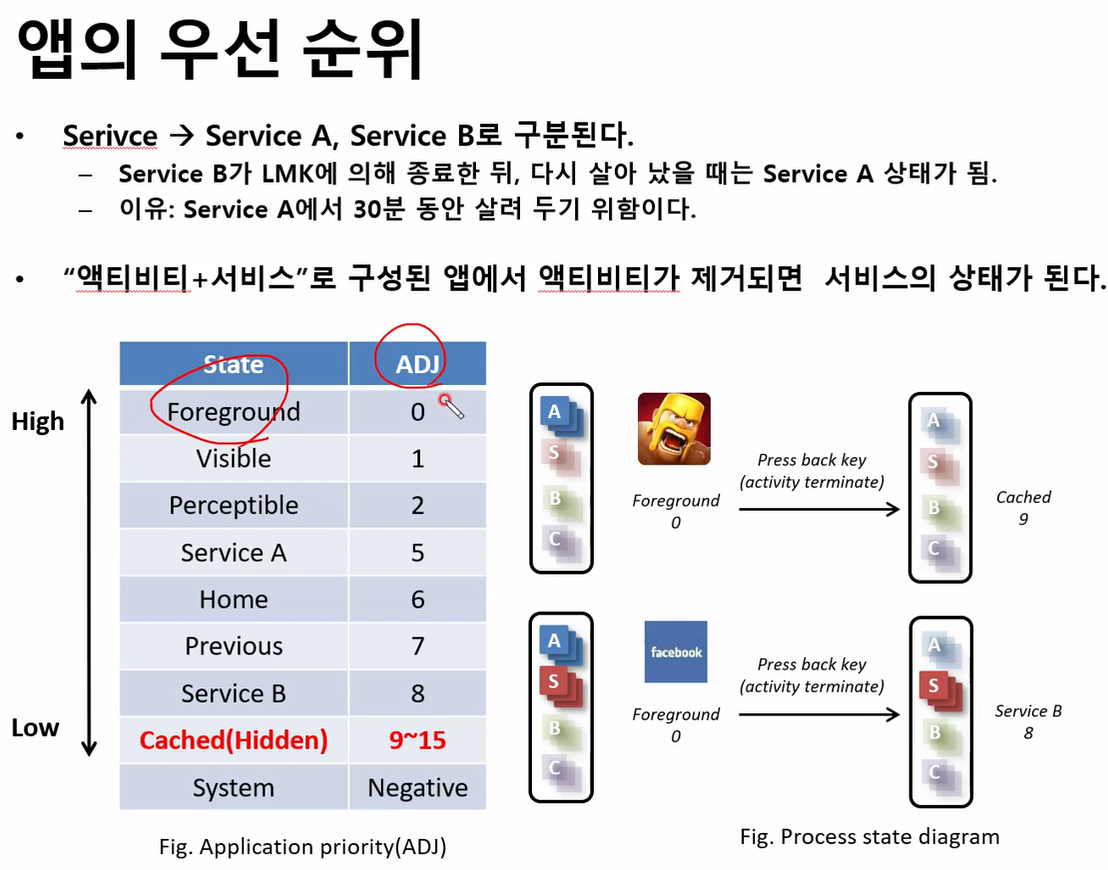 앱의 우선 순위
• Serivce → Service A, Service B로 구분된다.
– Service B가 LMK에 의해 종료한 뒤, 다시 살아 났을 때는 Service A 상태가 됨.
– 이유: Service A에서 30분 동안 살려 두기 위함이다.
• “액티비티+서비스”로 구성된 앱에서 액티비티가 제거되면 서비스의 상태가 된다.
High
Low
State ADJ
Foreground 0
Visible 1
Perceptible 2
Service A 5
Home 6
Previous 7
Service B 8
Cached(Hidden) 9~15
System Negative
Fig. Application priority(ADJ)
A
S
B
C
Foreground
0
Press back key
(activity terminate)
A
S
B
C
Cached
9
A
S
B
C
facebook
Foreground
0
Press back key
(activity terminate)
A
S
B
C
Service B
8
Fig. Process state diagram